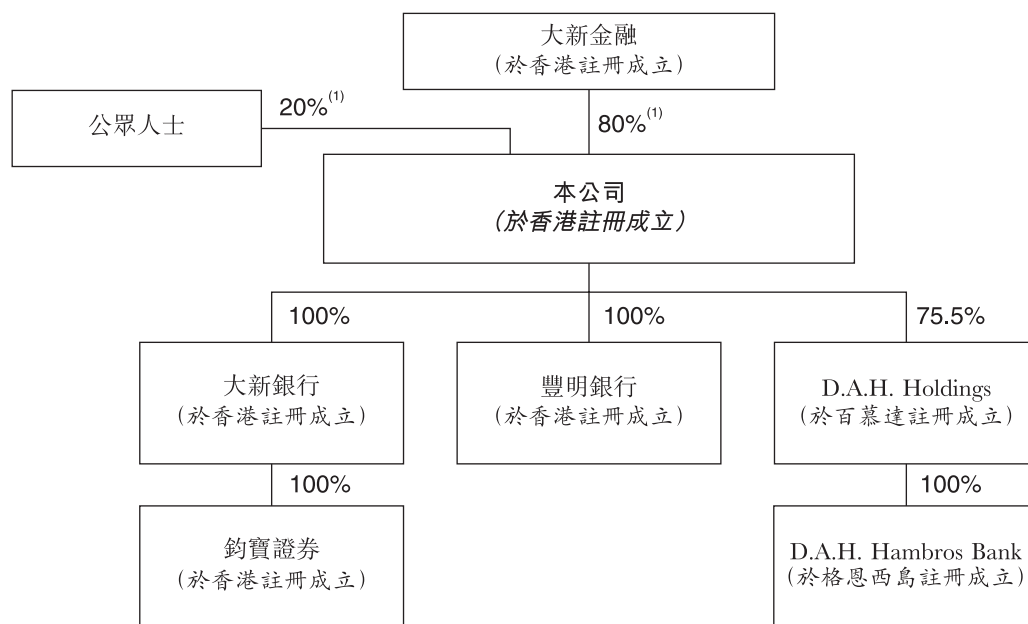 大新金融
（於香港註冊成立）
公眾人士
20%(1)
80%(1)
本公司
（於香港註冊成立）
100%
100%
75.5%
大新銀行
（於香港註冊成立）
豐明銀行
（於香港註冊成立）
D.A.H. Holdings
（於百慕達註冊成立）
100%
100%
鈞寶證券
（於香港註冊成立）
D.A.H. Hambros Bank
（於格恩西島註冊成立）